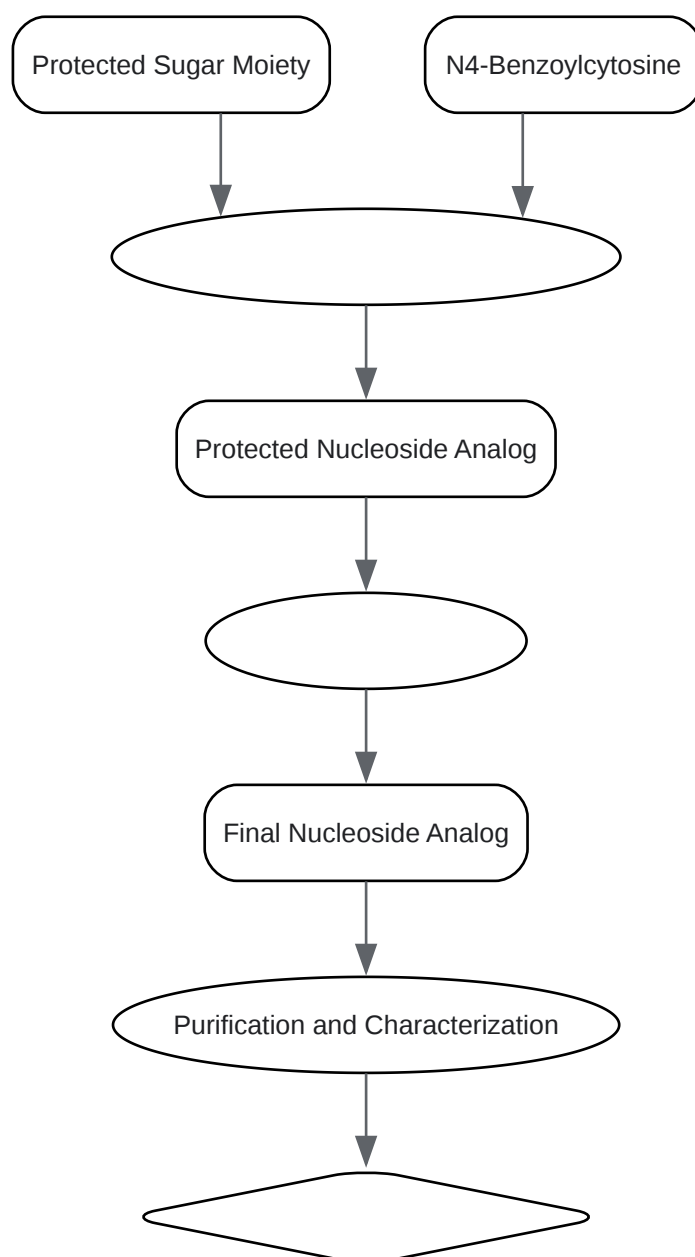 Protected Sugar Moiety
N4-Benzoylcytosine
Protected Nucleoside Analog
Final Nucleoside Analog
Purification and Characterization